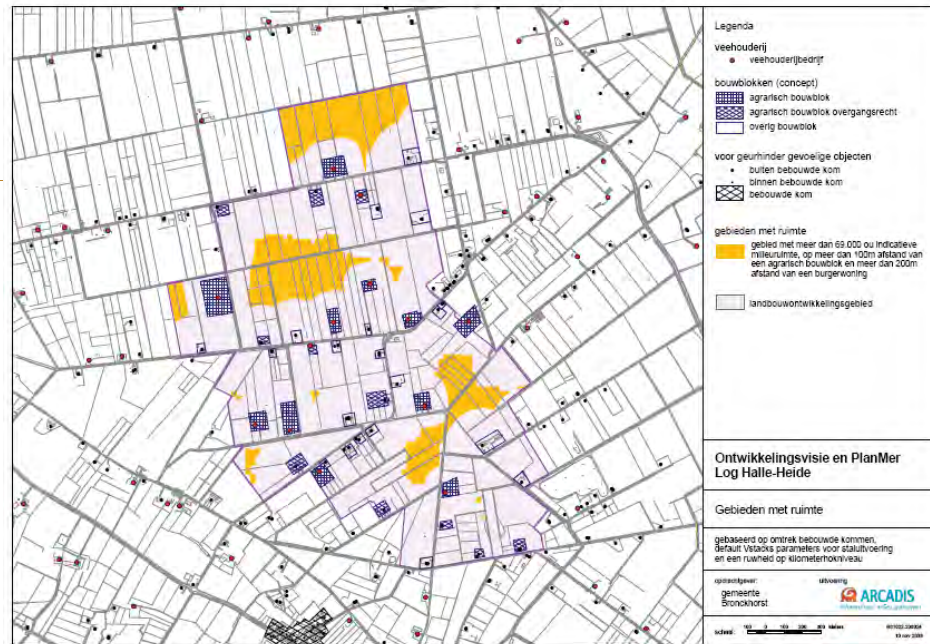 Legenda
veehouderij
veehouderijbedrijf
bouwblokken (concept)
agrarisch bouwblok
agrarisch bouwblok overgangsrecht
overig bouwblok
voor geurhinder gevoelige objecten
buiten bebouwde kom
binnen bebouwde kom
bebouwde kom
gebieden met ruimte
gebied met meer dan 69.000 ou indicatieve
milieuruimte, op meer dan 100m afstand van
een agrarisch bouwblok en meer dan 200m
afstand van een burgerwoning
landbouwontwikkelingsgebied
Ontwikkelingsvisie en PlanMer
Log Halle-Heide
Gebieden met ruimte
gebaseerd op omtrek bebouwde kommen,
default Vstacks parameters voor staluitvoering
en een ruwheid op kilometerhokniveau
opdrachtgever: uitvoering
gemeente
Bronckhorst
ARCADIS
schaal: